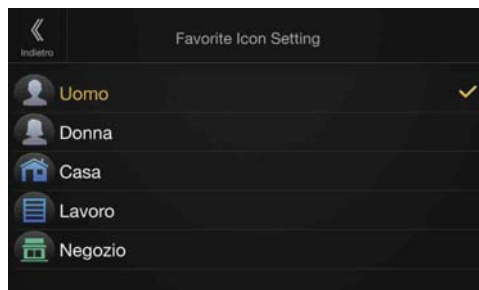 Indietro
Favorite Icon Setting
Uomo
Donna
Casa
Lavoro
Negozio